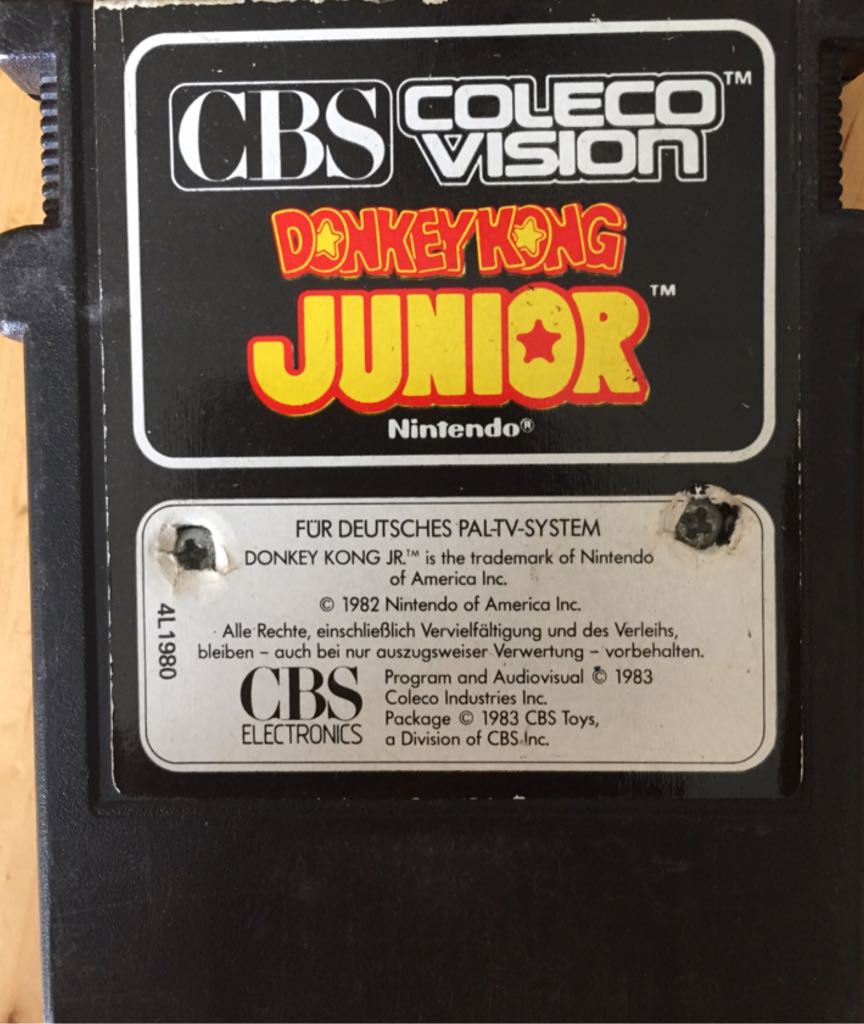 CBS COLECO VISION™
DONKEY KONG
JUNIOR™
Nintendo®
FÜR DEUTSCHES PAL-TV-SYSTEM
DONKEY KONG JR.™ is the trademark of Nintendo
of America Inc.
© 1982 Nintendo of America Inc.
Alle Rechte, einschließlich Vervielfältigung und des Verleihs,
bleiben – auch bei nur auszugsweiser Verwertung – vorbehalten.
4L1980
CBS
ELECTRONICS
Program and Audiovisual © 1983
Coleco Industries Inc.
Package © 1983 CBS Toys,
a Division of CBS Inc.